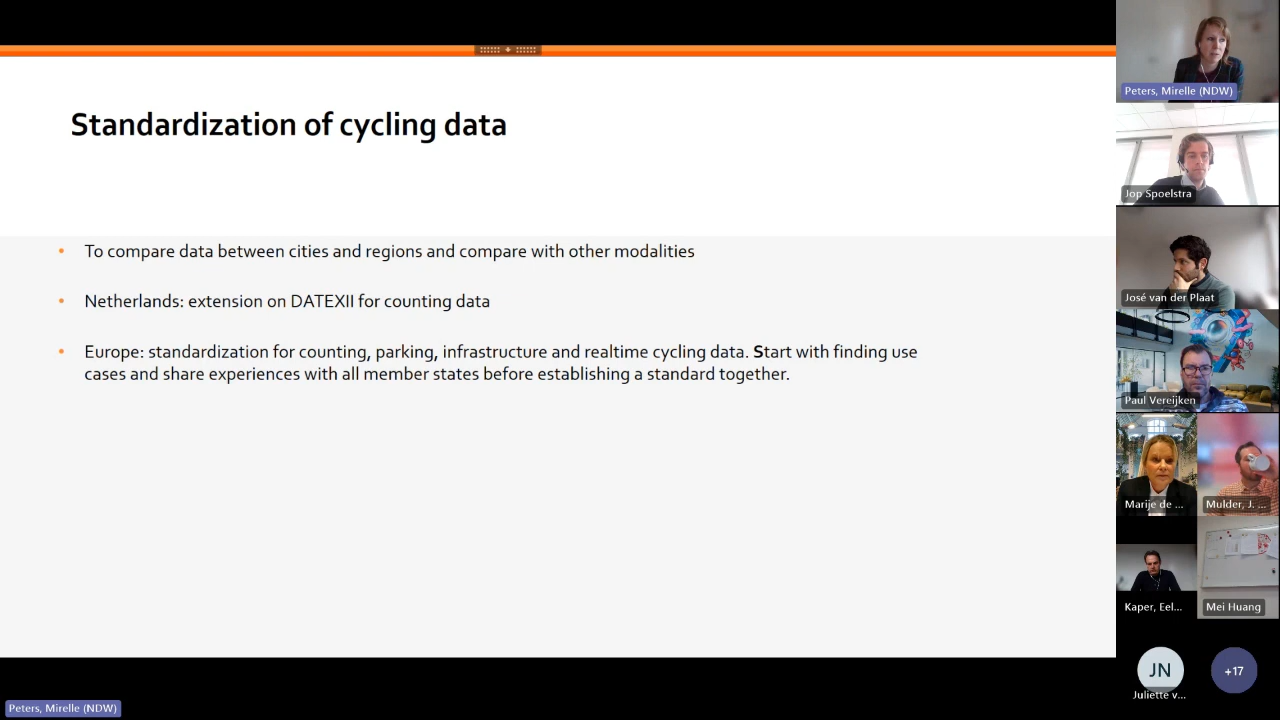 Standardization of cycling data
• To compare data between cities and regions and compare with other modalities
• Netherlands: extension on DATEXII for counting data
• Europe: standardization for counting, parking, infrastructure and realtime cycling data. Start with finding use
cases and share experiences with all member states before establishing a standard together.
Peters, Mirelle (NDW)
Peters, Mirelle (NDW)
Jop Spoelstra
José van der Plaat
Paul Vereijken
Marije de ...
Mulder, J. ...
Kaper, Eel...
Mei Huang
JN
Juliette v...
+17